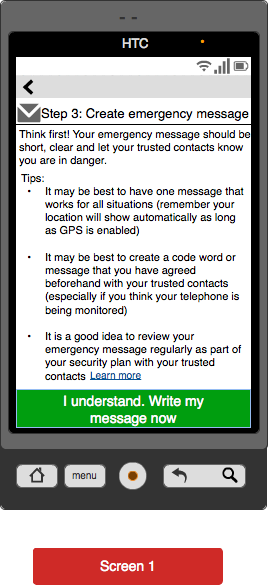 HTC
Step 3: Create emergency message
Think first! Your emergency message should be
short, clear and let your trusted contacts know
you are in danger.
Tips:
• It may be best to have one message that
works for all situations (remember your
location will show automatically as long
as GPS is enabled)
• It may be best to create a code word or
message that you have agreed
beforehand with your trusted contacts
(especially if you think your telephone is
being monitored)
• It is a good idea to review your
emergency message regularly as part of
your security plan with your trusted
contacts Learn more
I understand. Write my
message now
menu
Screen 1